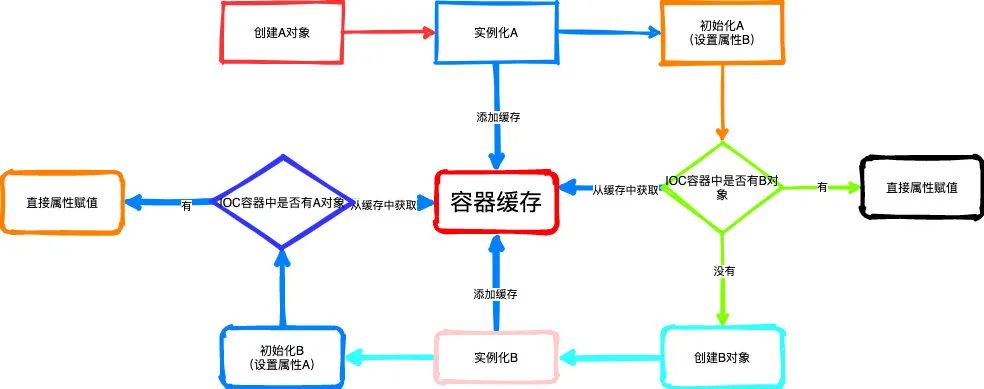 创建A对象
实例化A
初始化A
（设置属性B）
添加缓存
直接属性赋值
有
IOC容器中是否有A对象
从缓存中获取
容器缓存
从缓存中获取
IOC容器中是否有B对
象
有
直接属性赋值
没有
添加缓存
初始化B
（设置属性A）
实例化B
创建B对象